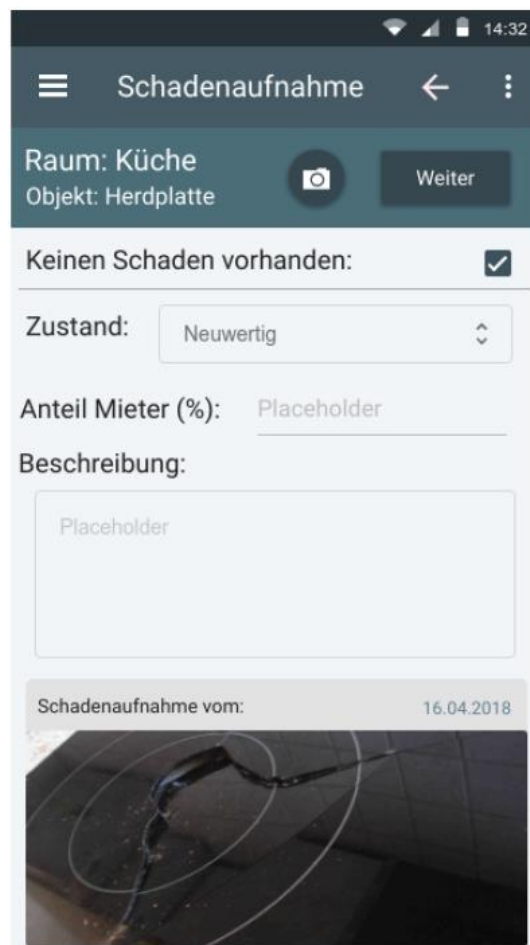 14:32
Schadenaufnahme
Raum: Küche
Objekt: Herdplatte
Weiter
Keinen Schaden vorhanden:
Zustand: Neuwertig
Anteil Mieter (%): Placeholder
Beschreibung:
Placeholder
Schadenaufnahme vom: 16.04.2018